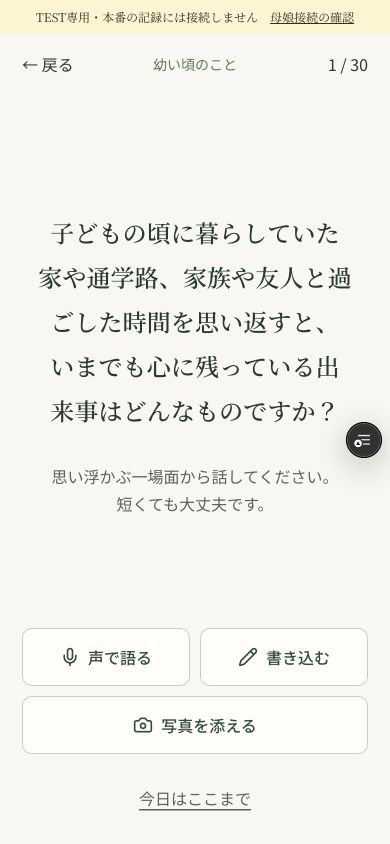 TEST専用・本番の記録には接続しません 母娘接続の確認
← 戻る 幼い頃のこと 1 / 30
子どもの頃に暮らしていた
家や通学路、家族や友人と過
ごした時間を思い返すと、
いまでも心に残っている出
来事はどんなものですか？
思い浮かぶ一場面から話してください。
短くても大丈夫です。
声で語る 書き込む
写真を添える
今日はここまで